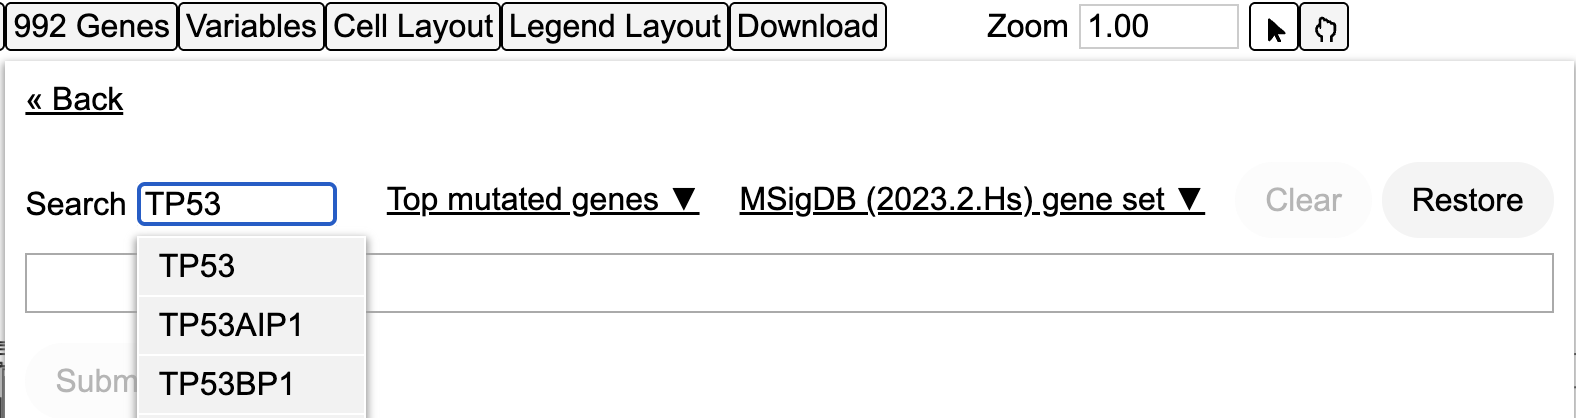 992 Genes Variables Cell Layout Legend Layout Download Zoom 1.00
« Back
Search TP53 Top mutated genes ▼ MSigDB (2023.2.Hs) gene set ▼ Clear Restore
TP53
TP53AIP1
Subm TP53BP1